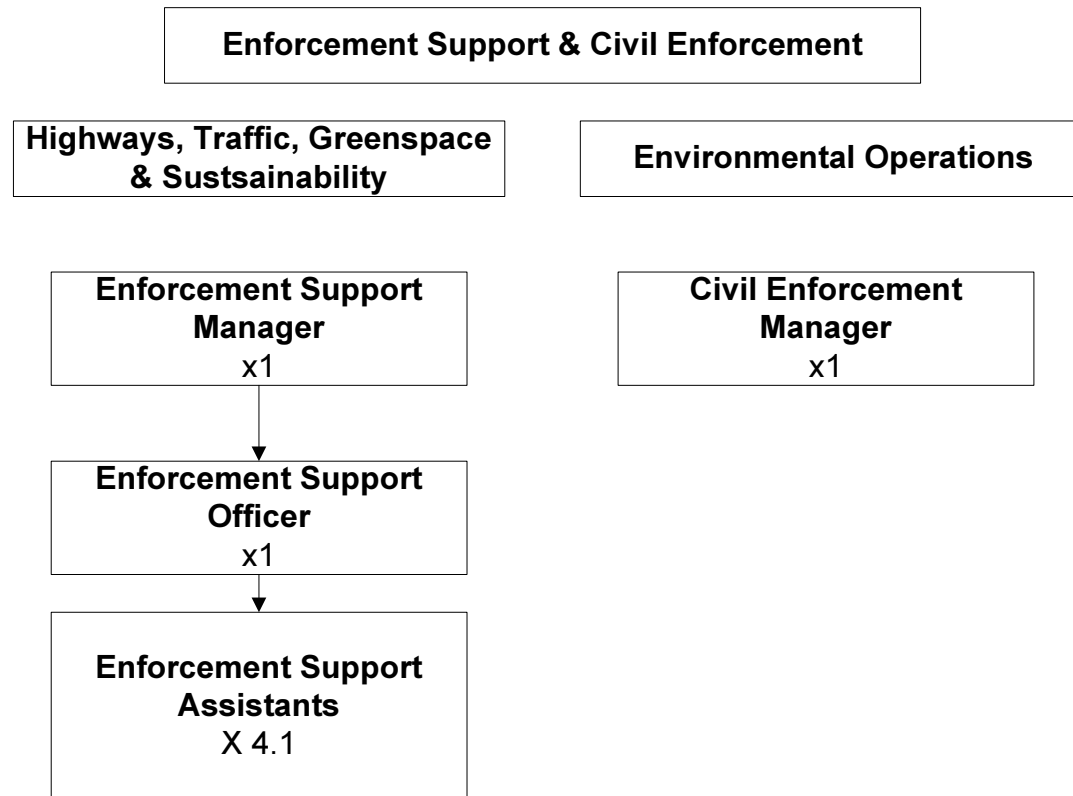 Enforcement Support & Civil Enforcement
Highways, Traffic, Greenspace
& Sustsainability
Environmental Operations
Enforcement Support
Manager
x1
Civil Enforcement
Manager
x1
Enforcement Support
Officer
x1
Enforcement Support
Assistants
X 4.1